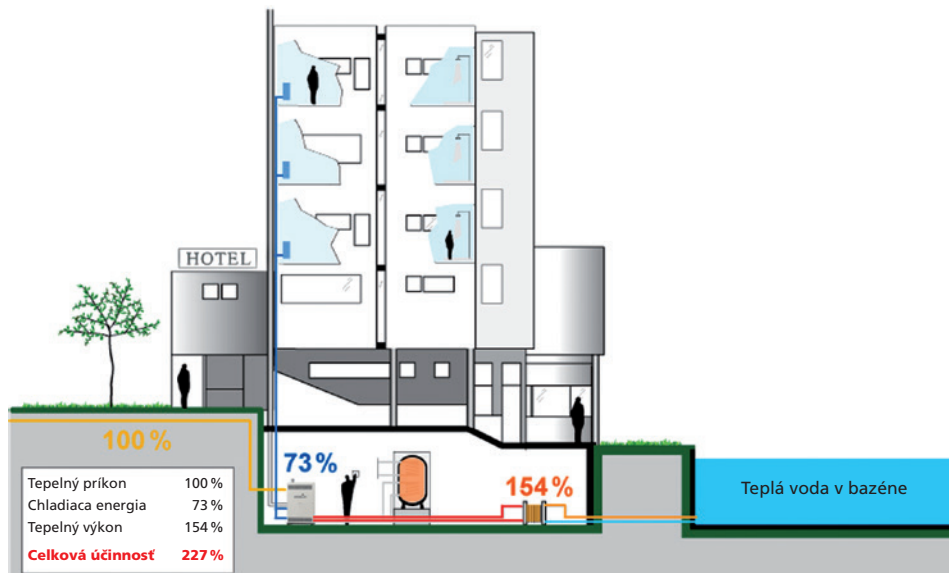 HOTEL
100 %
73 %
154 %
Teplá voda v bazéne
Tepelný príkon 100 %
Chladiaca energia 73 %
Tepelný výkon 154 %
Celková účinnosť 227 %